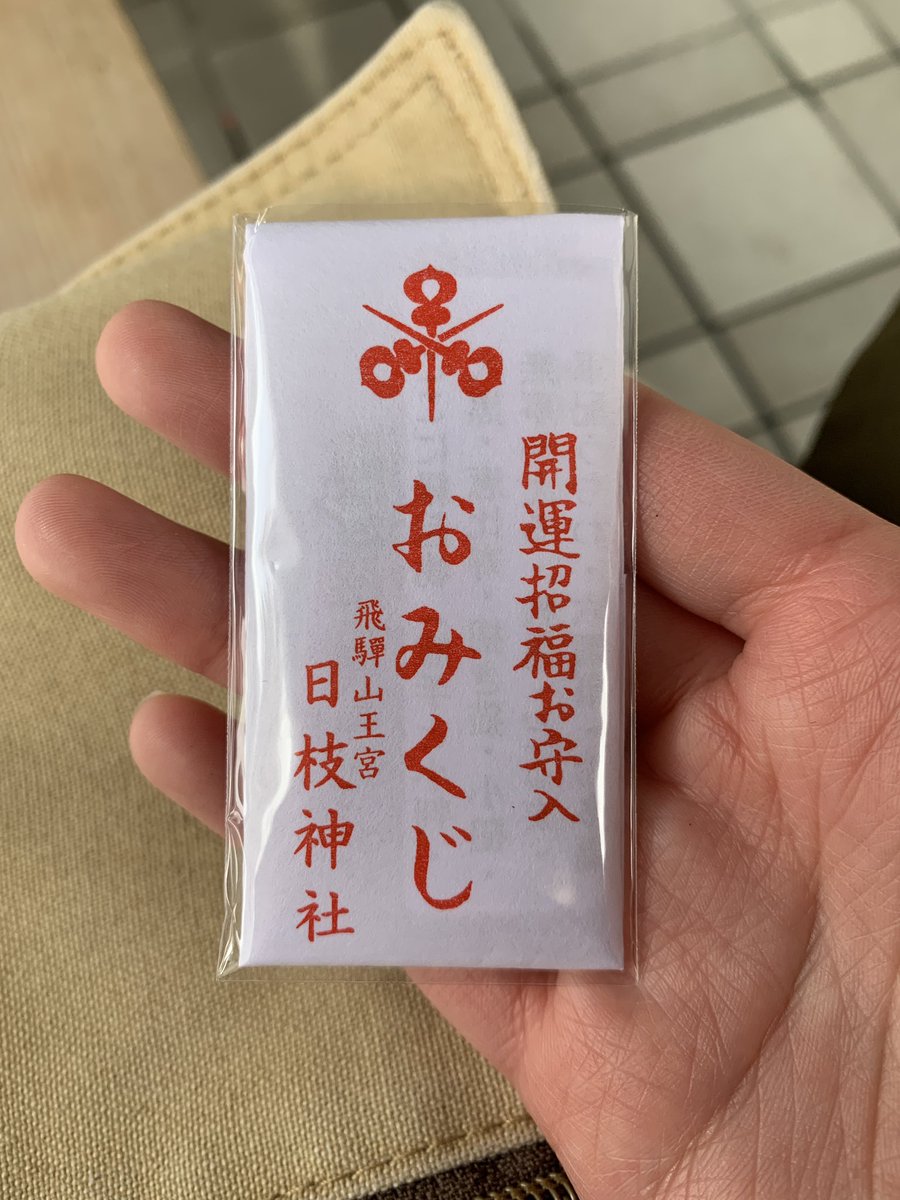 開運招福お守入
おみくじ
飛騨山王宮
日枝神社